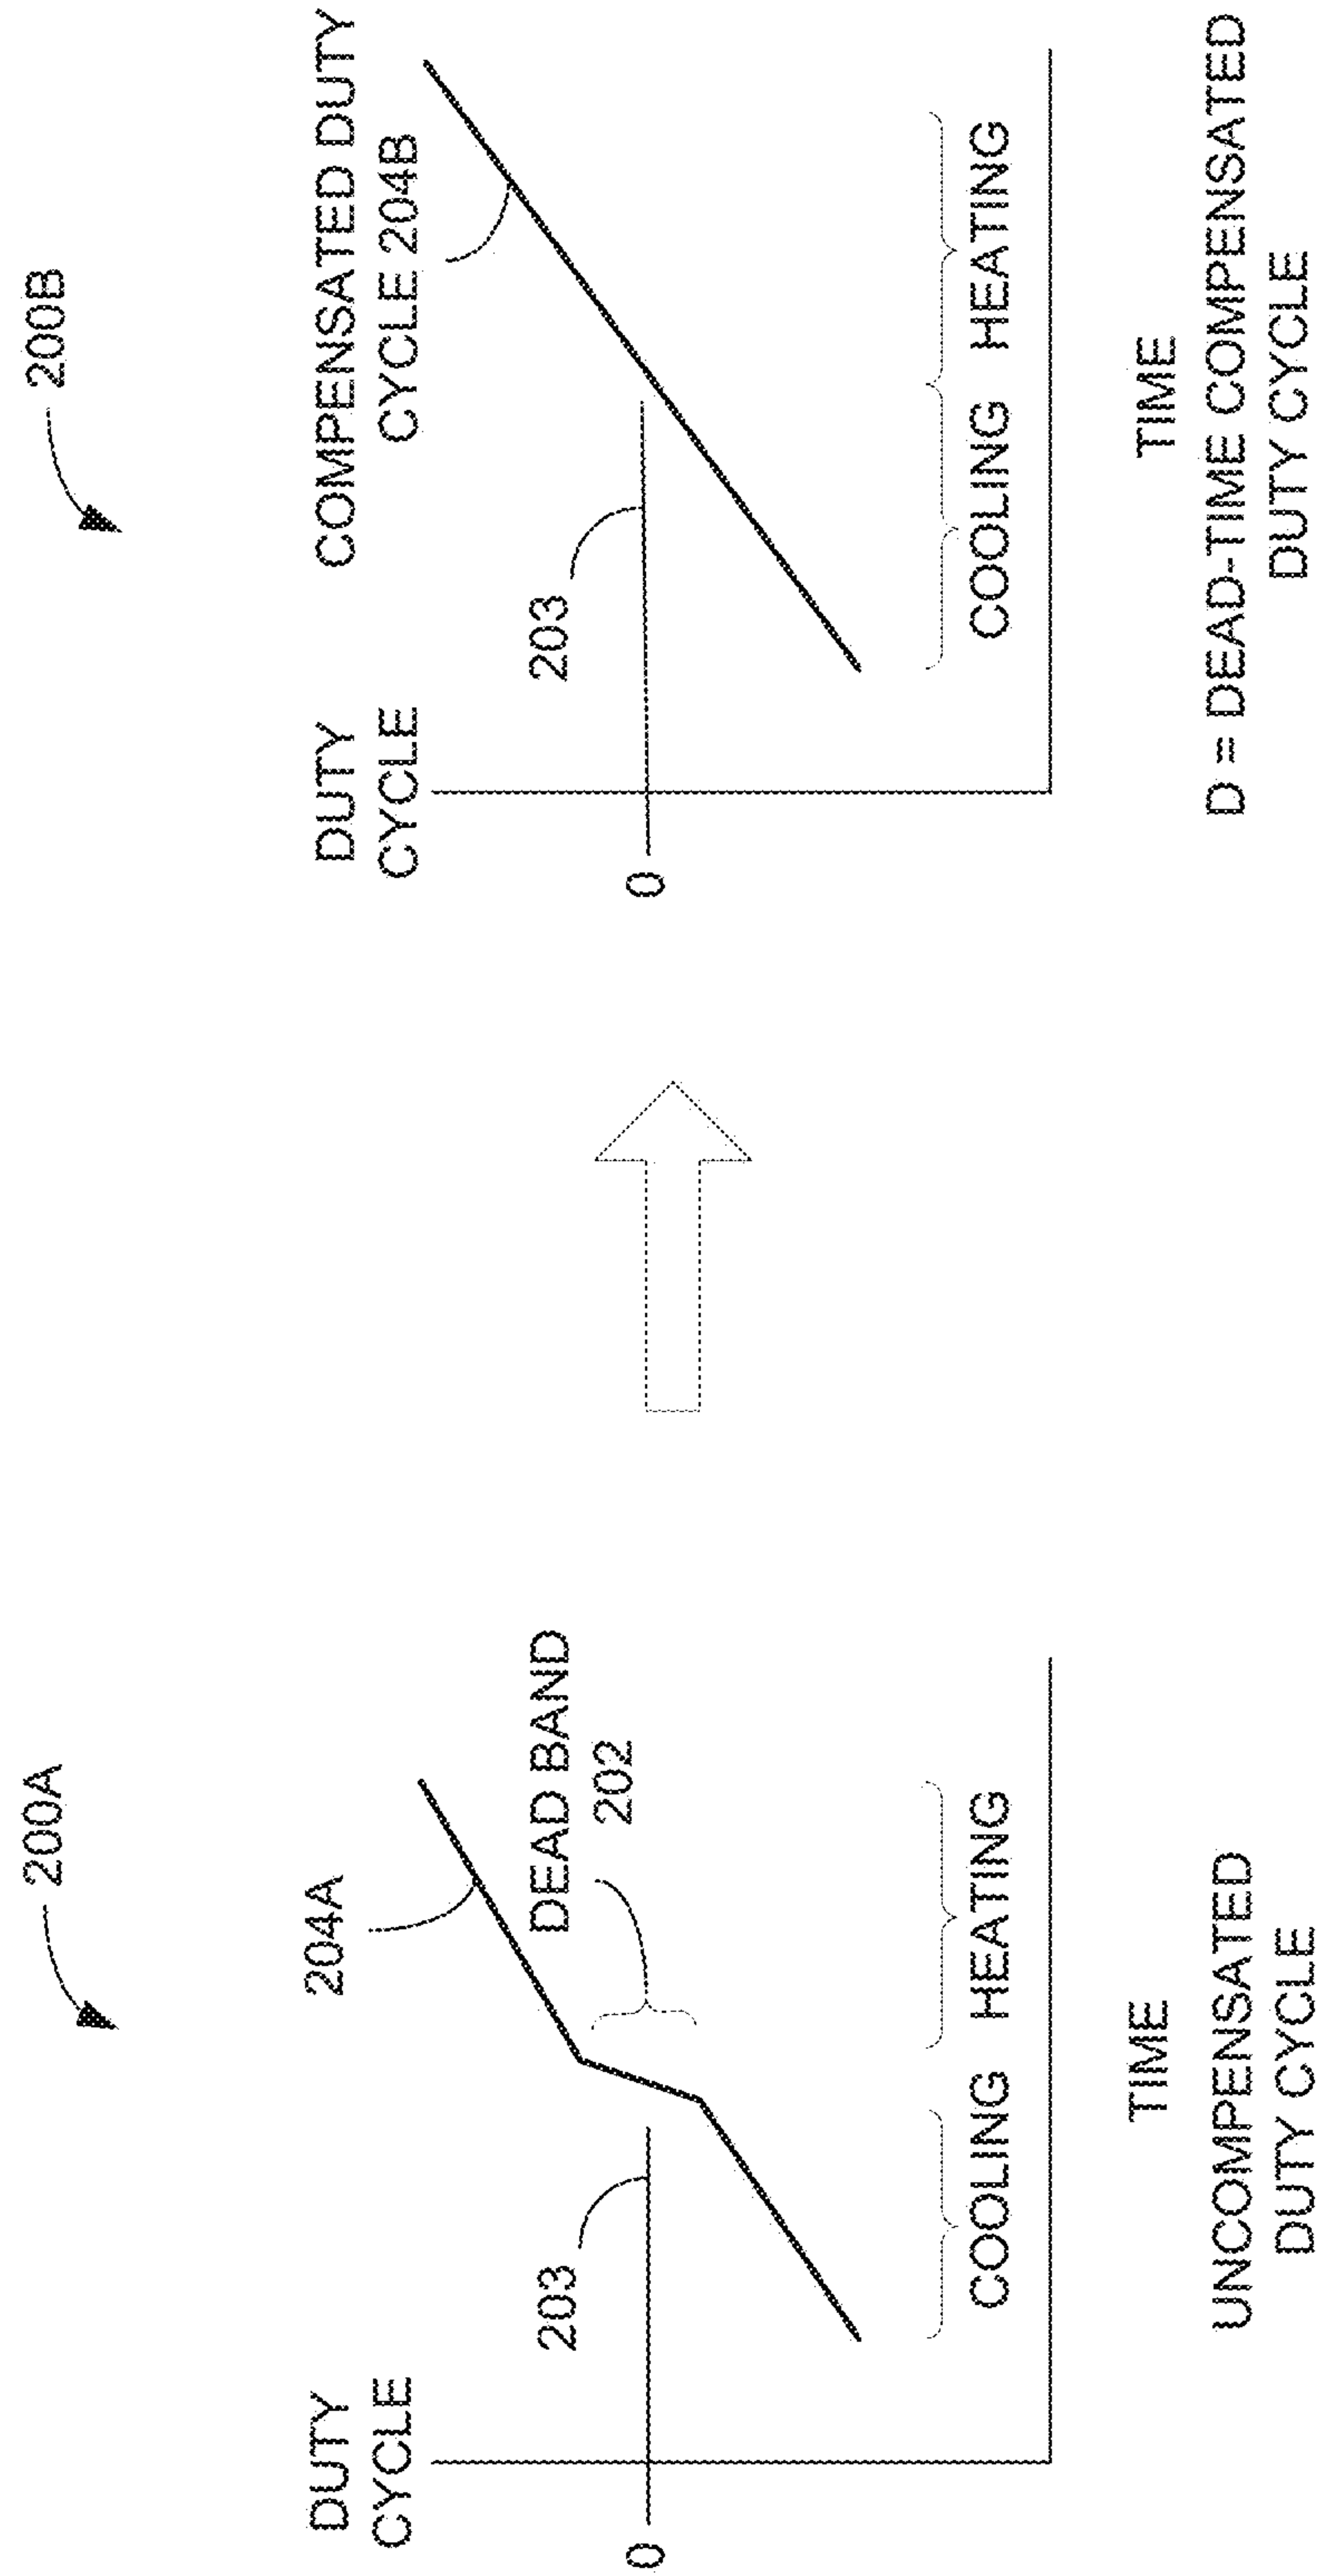 200A
DUTY
CYCLE
204A
203
DEAD BAND
202
0
COOLING
HEATING
TIME
UNCOMPENSATED
DUTY CYCLE
200B
DUTY
CYCLE
COMPENSATED DUTY
CYCLE 204B
203
0
COOLING
HEATING
TIME
D = DEAD-TIME COMPENSATED
DUTY CYCLE